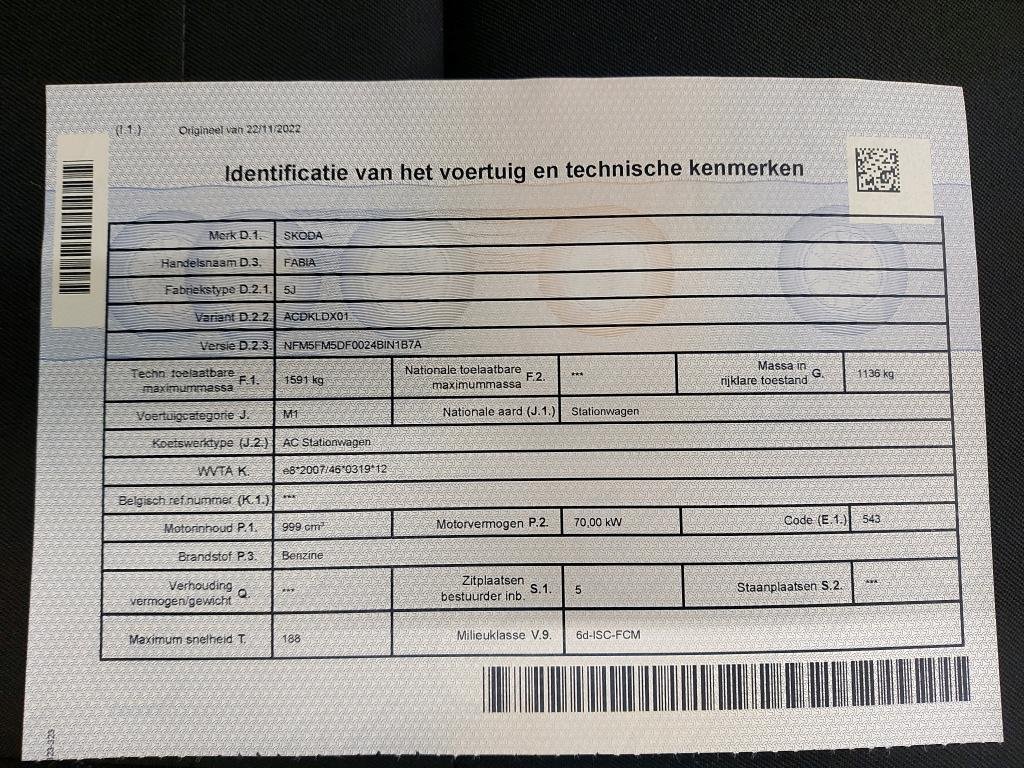 (I.1.) Origineel van 22/11/2022
Identificatie van het voertuig en technische kenmerken
Merk D.1. SKODA
Handelsnaam D.3. FABIA
Fabriekstype D.2.1. 5J
Variant D.2.2. ACDKLDX01
Versie D.2.3. NFM5FM5DF0024BIN1B7A
Techn. toelaatbare maximummassa F.1. 1591 kg Nationale toelaatbare maximummassa F.2. *** Massa in rijklare toestand G. 1136 kg
Voertuigcategorie J. M1 Nationale aard (J.1.) Stationwagen
Koetswerktype (J.2.) AC Stationwagen
WVTA K. e8*2007/46*0319*12
Belgisch ref.nummer (K.1.) ***
Motorinhoud P.1. 999 cm³ Motorvermogen P.2. 70,00 kW Code (E.1.) 543
Brandstof P.3. Benzine
Verhouding vermogen/gewicht Q. *** Zitplaatsen bestuurder inb. S.1. 5 Staanplaatsen S.2. ***
Maximum snelheid T. 188 Milieuklasse V.9. 6d-ISC-FCM